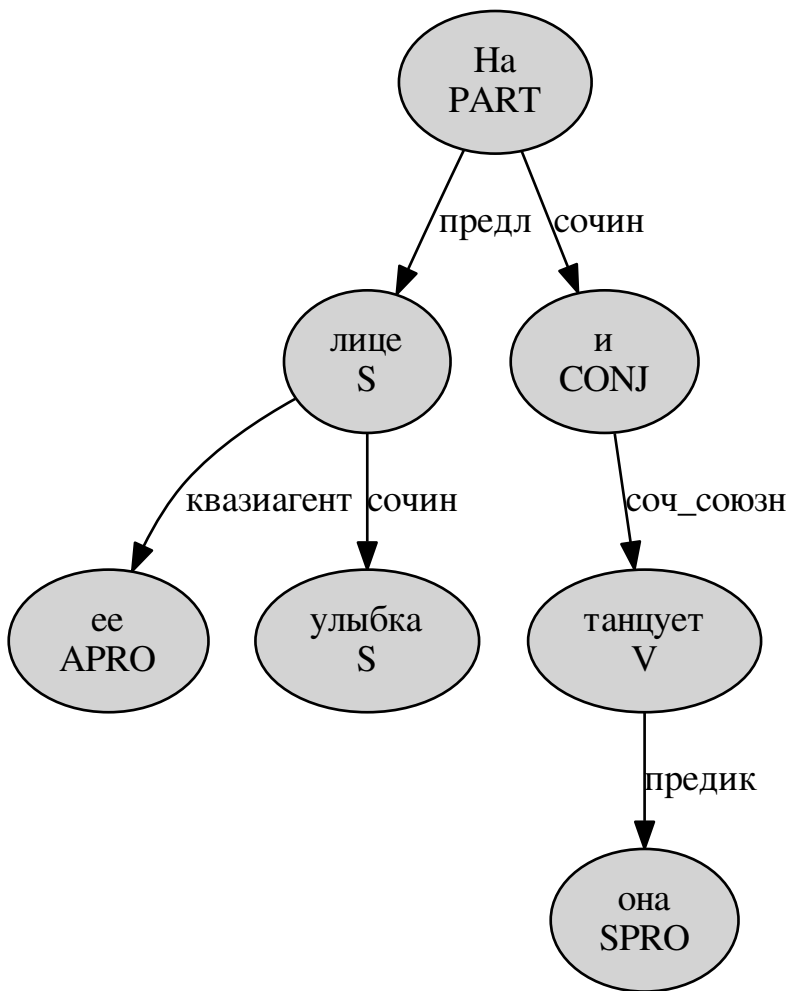 На
PART
предл
сочин
лице
S
и
CONJ
квазиагент
сочин
соч_союзн
ее
APRO
улыбка
S
танцует
V
предик
она
SPRO